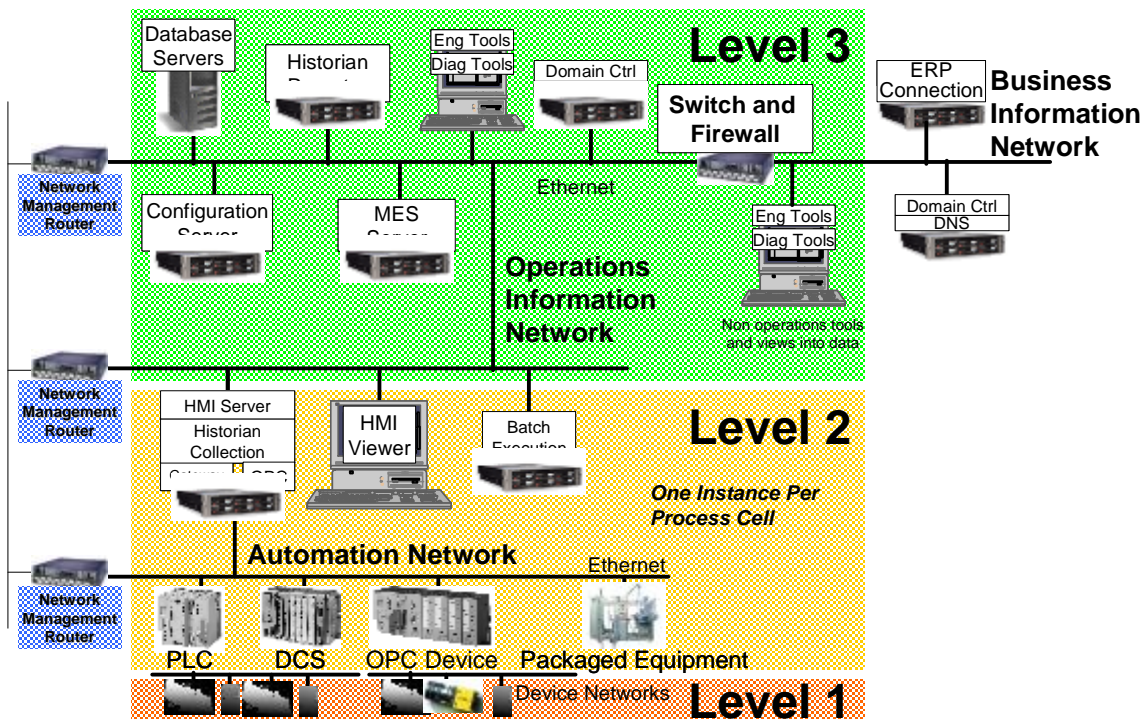 Database
Servers
Historian
Eng Tools
Diag Tools
Domain Ctrl
Level 3
Switch and
Firewall
ERP
Connection
Business
Information
Network
Network
Management
Router
Ethernet
Configuration
Server
MES
Server
Eng Tools
Diag Tools
Domain Ctrl
DNS
Operations
Information
Network
Non operations tools
and views into data
Network
Management
Router
HMI Server
Historian
Collection
Gateway
OPC
HMI
Viewer
Batch
Execution
Level 2
One Instance Per
Process Cell
Automation Network
Ethernet
Network
Management
Router
PLC
DCS
OPC Device
Packaged Equipment
Device Networks
Level 1